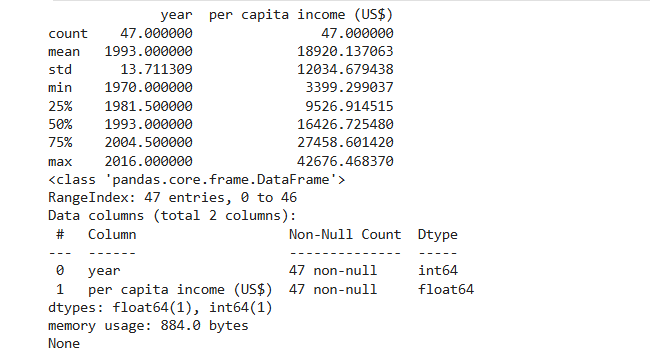 year per capita income (US$)
count 47.000000 47.000000
mean 1993.000000 18920.137063
std 13.711309 12034.679438
min 1970.000000 3399.299037
25% 1981.500000 9526.914515
50% 1993.000000 16426.725480
75% 2004.500000 27458.601420
max 2016.000000 42676.468370
<class 'pandas.core.frame.DataFrame'>
RangeIndex: 47 entries, 0 to 46
Data columns (total 2 columns):
# Column Non-Null Count Dtype
--- ------ -------------- -----
0 year 47 non-null int64
1 per capita income (US$) 47 non-null float64
dtypes: float64(1), int64(1)
memory usage: 884.0 bytes
None